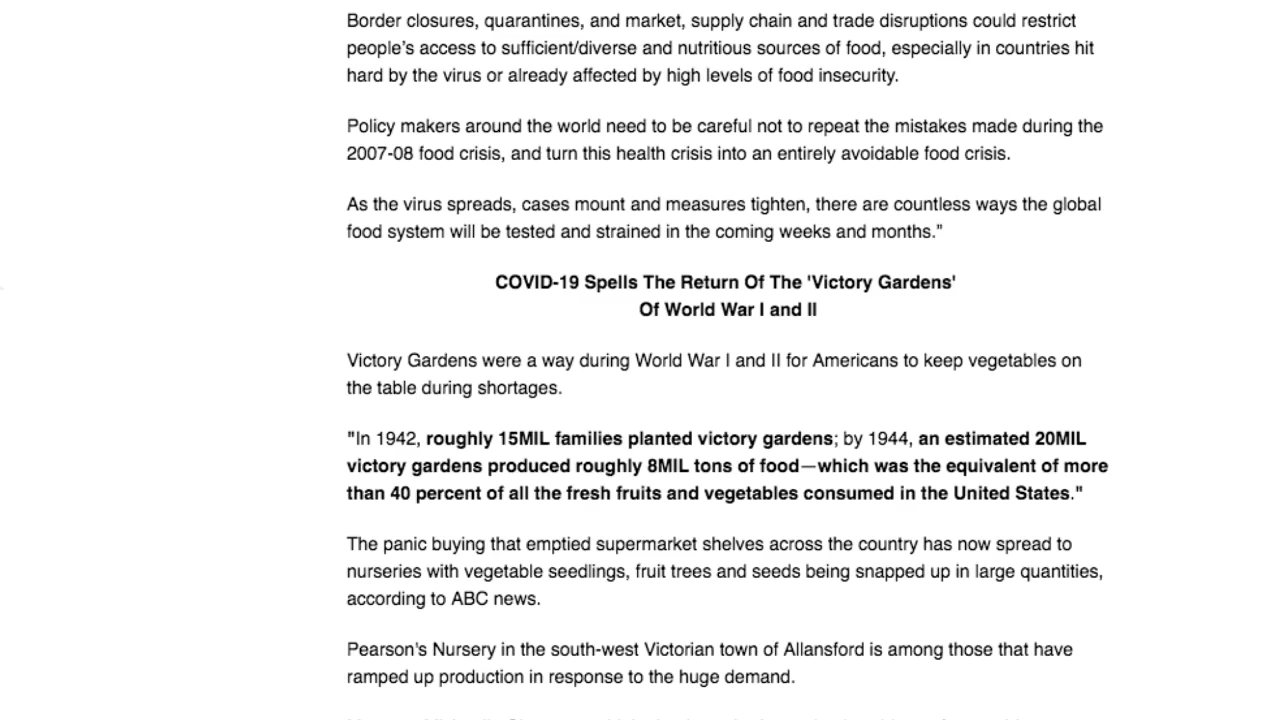 Border closures, quarantines, and market, supply chain and trade disruptions could restrict
people's access to sufficient/diverse and nutritious sources of food, especially in countries hit
hard by the virus or already affected by high levels of food insecurity.
Policy makers around the world need to be careful not to repeat the mistakes made during the
2007-08 food crisis, and turn this health crisis into an entirely avoidable food crisis.
As the virus spreads, cases mount and measures tighten, there are countless ways the global
food system will be tested and strained in the coming weeks and months."
COVID-19 Spells The Return Of The 'Victory Gardens'
Of World War I and II
Victory Gardens were a way during World War I and II for Americans to keep vegetables on
the table during shortages.
"In 1942, roughly 15MIL families planted victory gardens; by 1944, an estimated 20MIL
victory gardens produced roughly 8MIL tons of food—which was the equivalent of more
than 40 percent of all the fresh fruits and vegetables consumed in the United States."
The panic buying that emptied supermarket shelves across the country has now spread to
nurseries with vegetable seedlings, fruit trees and seeds being snapped up in large quantities,
according to ABC news.
Pearson's Nursery in the south-west Victorian town of Allansford is among those that have
ramped up production in response to the huge demand.